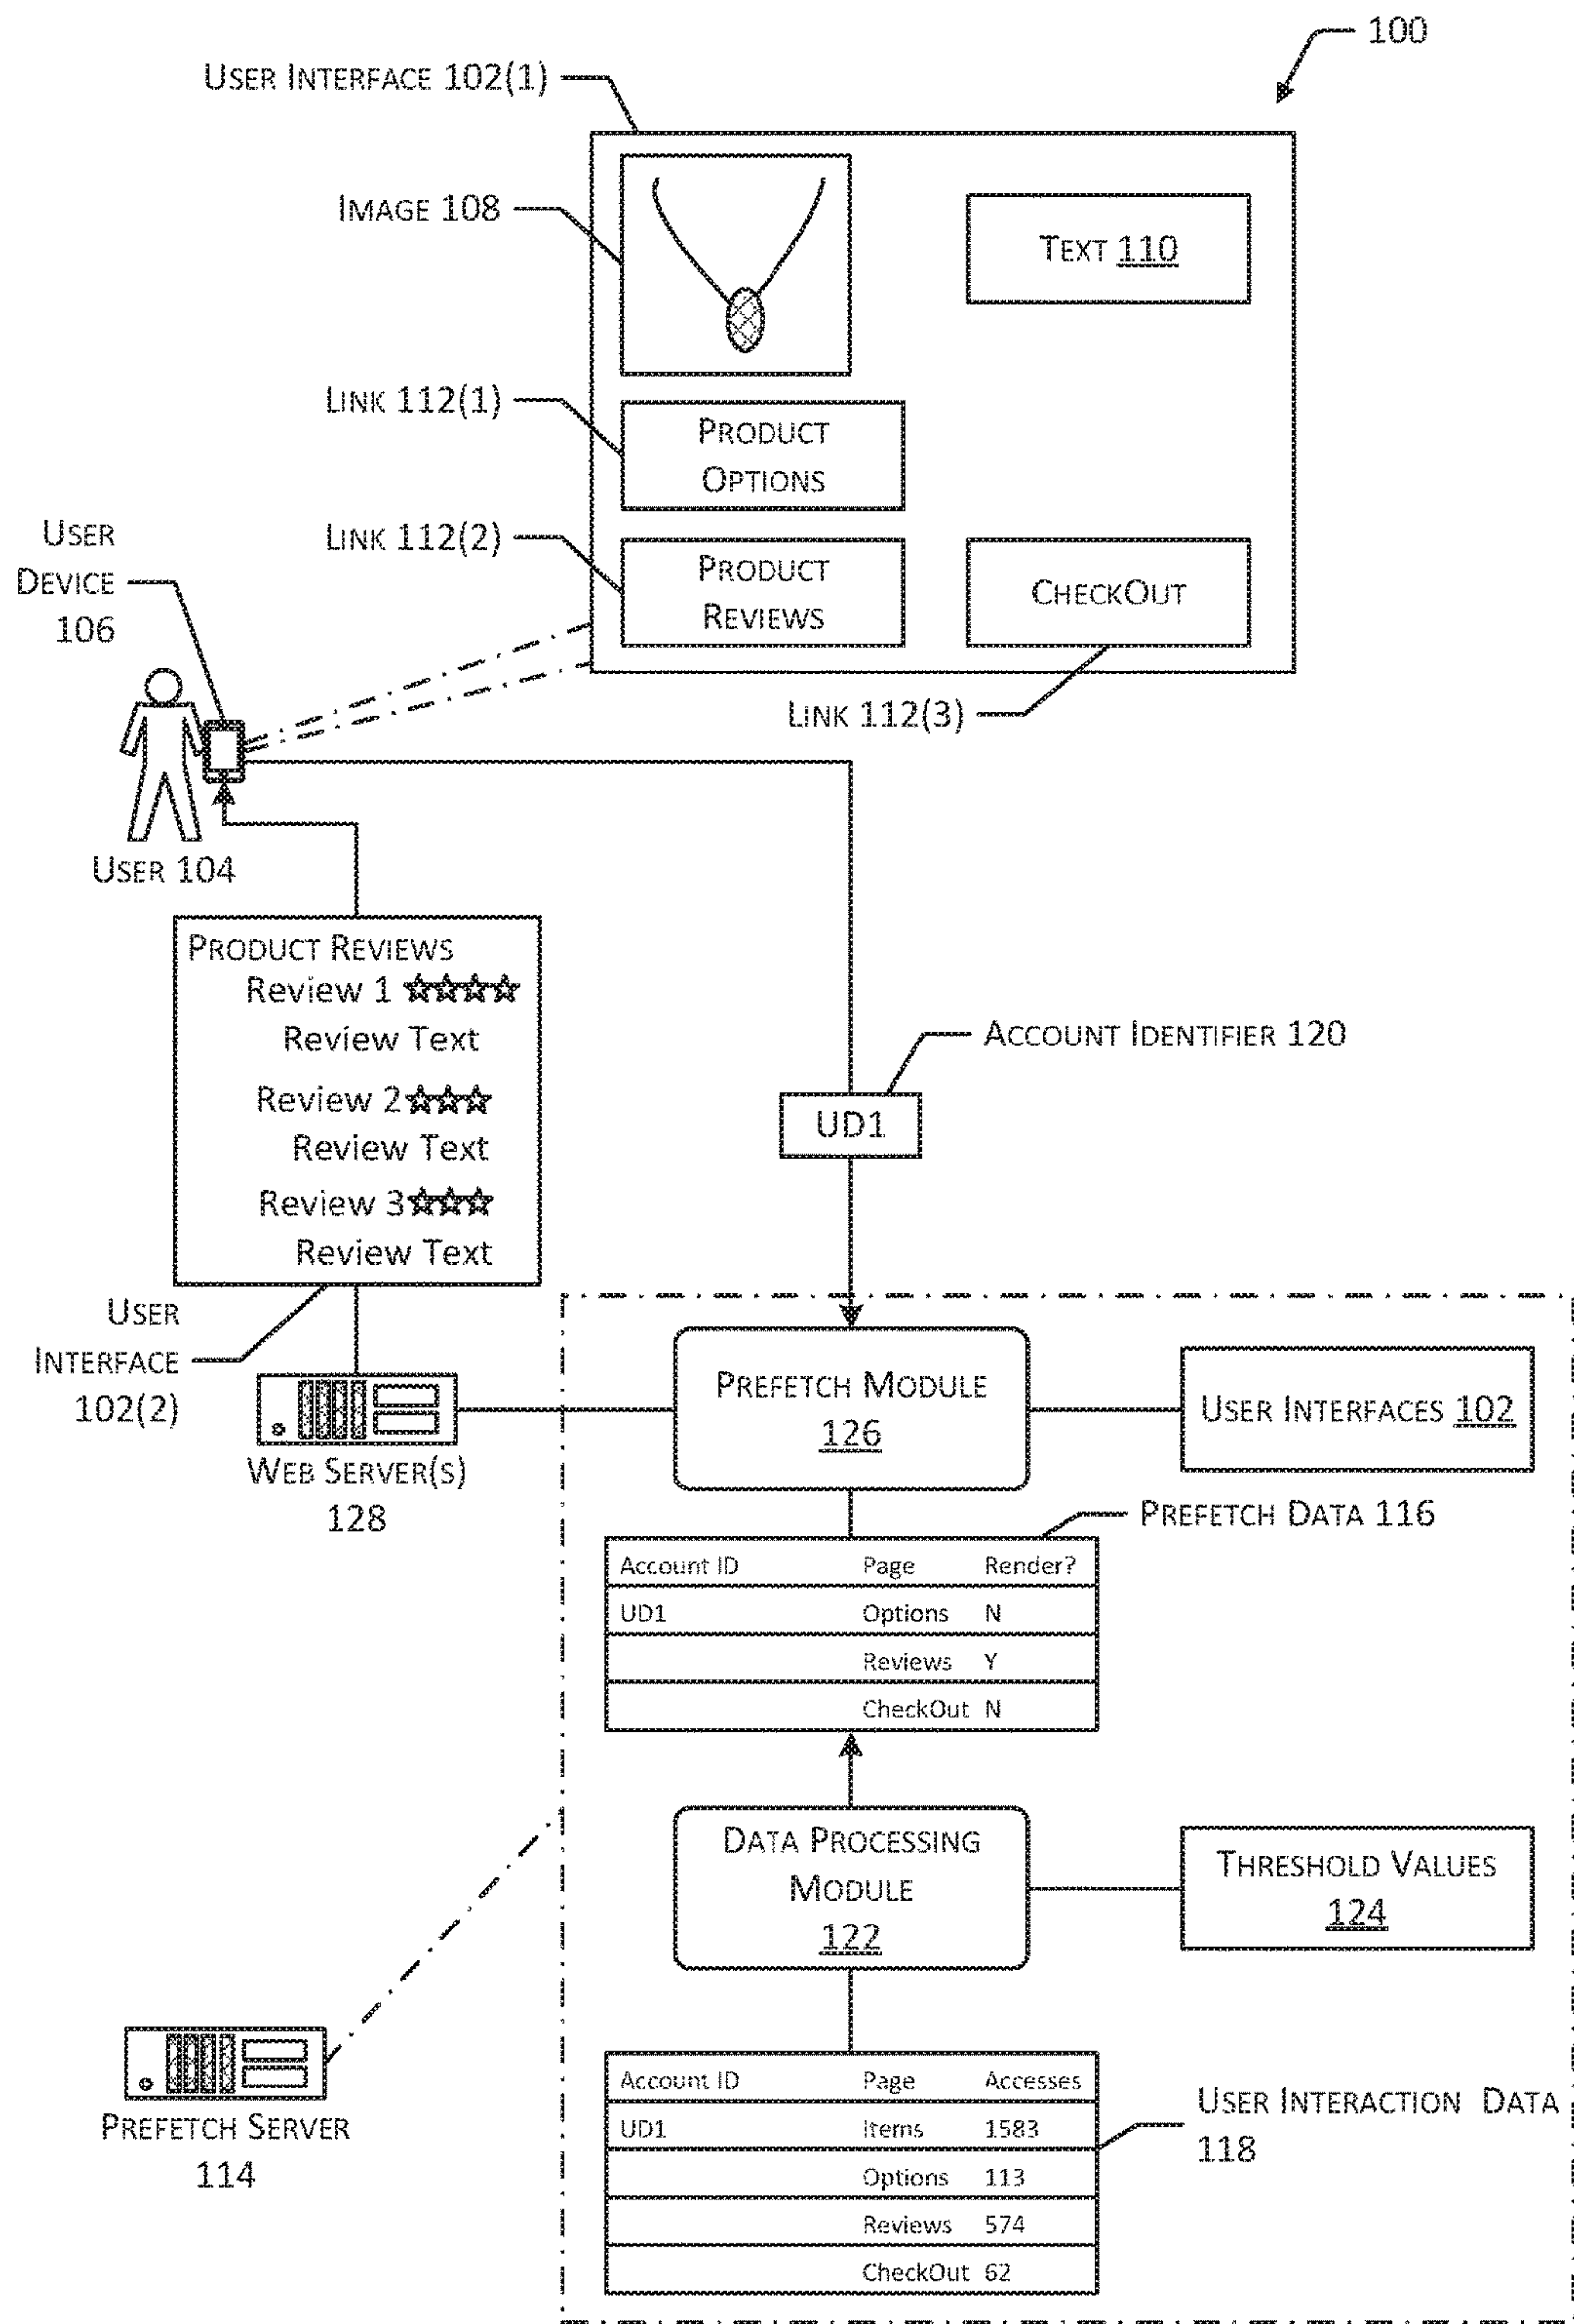 100
User Interface 102(1)
Image 108
Text 110
Link 112(1)
Product
Options
Link 112(2)
Product
Reviews
CheckOut
Link 112(3)
User
Device
106
User 104
Product Reviews
Review 1
Review Text
Review 2
Review Text
Review 3
Review Text
Account Identifier 120
UD1
User
Interface
102(2)
Web Server(s)
128
Prefetch Module
126
User Interfaces 102
Prefetch Data 116
Account ID Page Render?
UD1 Options N
Reviews Y
CheckOut N
Data Processing
Module
122
Threshold Values
124
Prefetch Server
114
Account ID Page Accesses
UD1 Items 1583
Options 113
Reviews 574
CheckOut 62
User Interaction Data
118